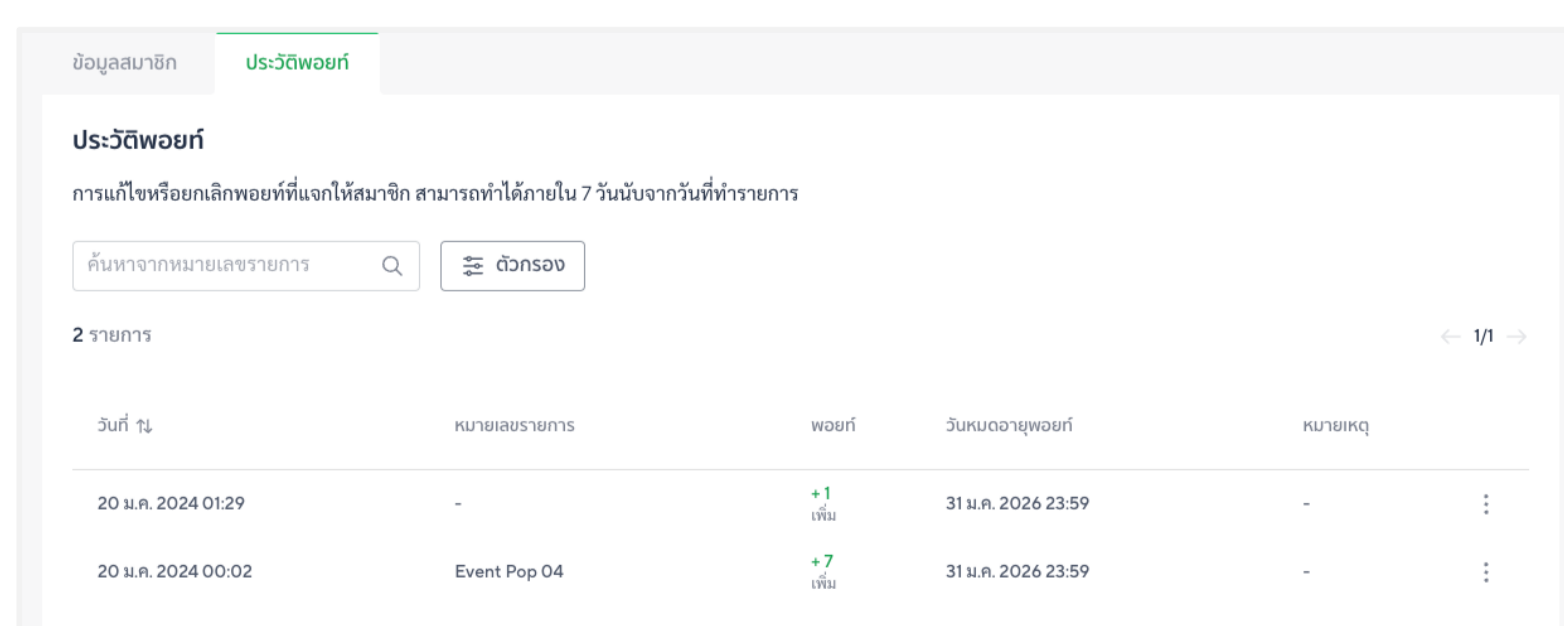 ข้อมูลสมาชิก ประวัติพอยท์
ประวัติพอยท์
การแก้ไขหรือยกเลิกพอยท์ที่แจกให้สมาชิก สามารถทำได้ภายใน 7 วันนับจากวันที่ทำรายการ
ค้นหาจากหมายเลขรายการ ตัวกรอง
2 รายการ ← 1/1 →
วันที่ ↑↓ หมายเลขรายการ พอยท์ วันหมดอายุพอยท์ หมายเหตุ
20 ม.ค. 2024 01:29 - +1 31 ม.ค. 2026 23:59 -
เพิ่ม
20 ม.ค. 2024 00:02 Event Pop 04 +7 31 ม.ค. 2026 23:59 -
เพิ่ม